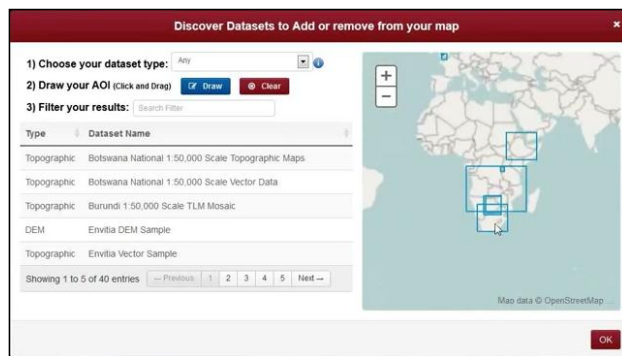 Discover Datasets to Add or remove from your map ×
1) Choose your dataset type: Any
2) Draw your AOI (Click and Drag) Draw Clear
3) Filter your results: Search Filter
Type Dataset Name
Topographic Botswana National 1:50,000 Scale Topographic Maps
Topographic Botswana National 1:50,000 Scale Vector Data
Topographic Burundi 1:50,000 Scale TLM Mosaic
DEM Envitia DEM Sample
Topographic Envitia Vector Sample
Showing 1 to 5 of 40 entries ← Previous 1 2 3 4 5 Next →
+
−
Map data © OpenStreetMap ...
OK